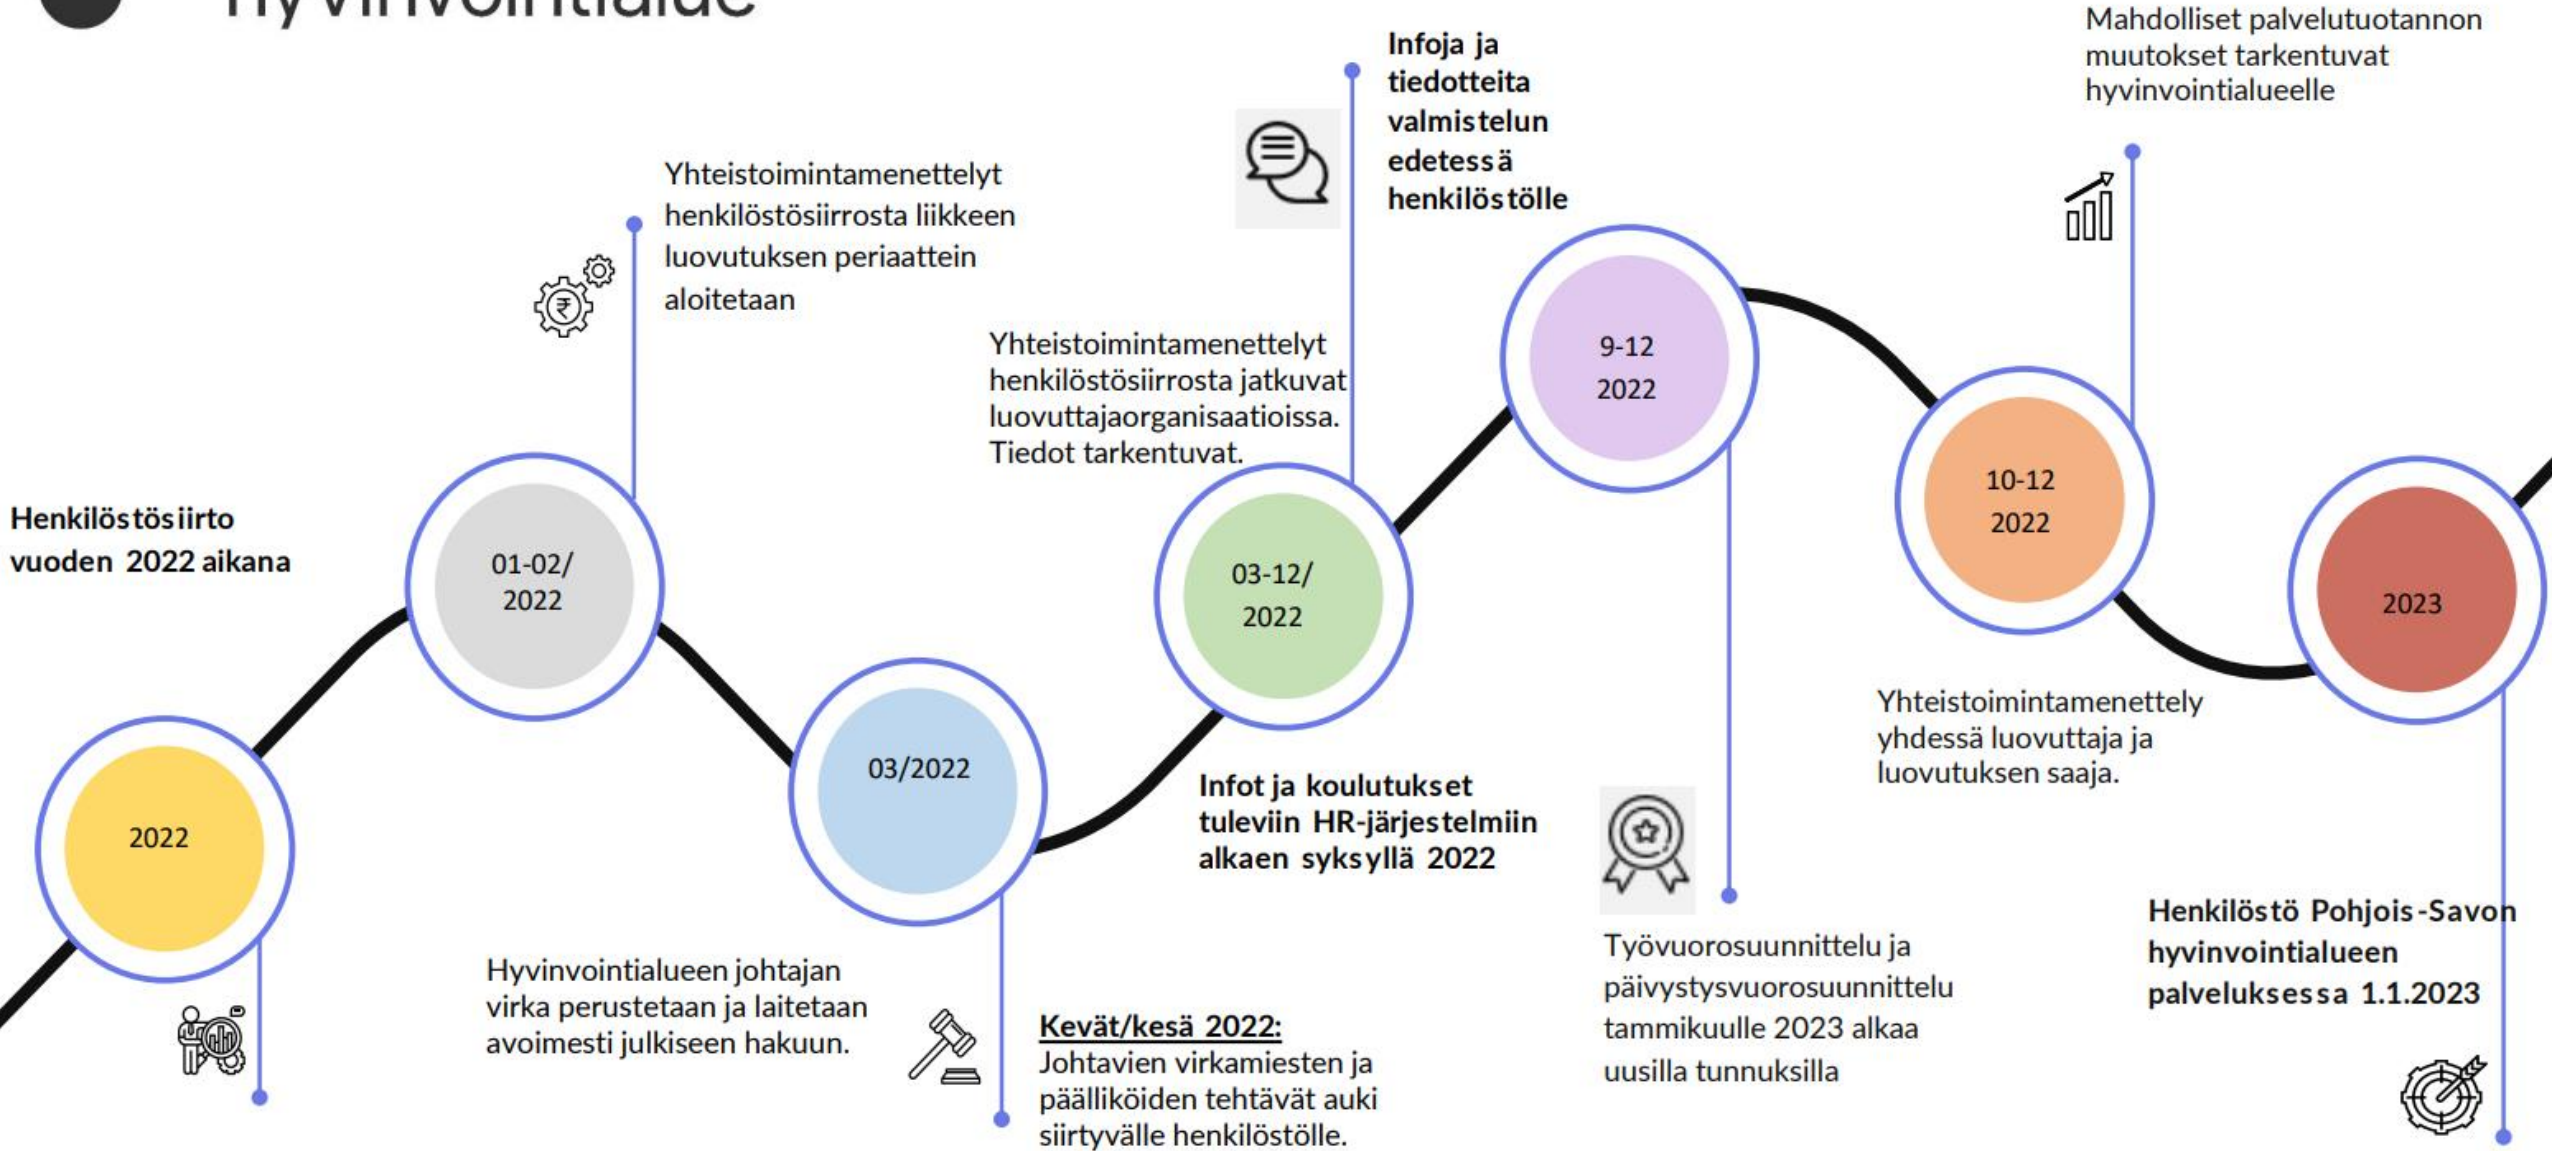 hyvinvointialue
Henkilöstösiirto
vuoden 2022 aikana
2022
01-02/
2022
Yhteistoimintamenettelyt
henkilöstösiirrosta liikkeen
luovutuksen periaattein
aloitetaan
Hyvinvointialueen johtajan
virka perustetaan ja laitetaan
avoimesti julkiseen hakuun.
03/2022
Kevät/kesä 2022:
Johtavien virkamiesten ja
päälliköiden tehtävät auki
siirtyvälle henkilöstölle.
Yhteistoimintamenettelyt
henkilöstösiirrosta jatkuvat
luovuttajaorganisaatioissa.
Tiedot tarkentuvat.
Infoja ja
tiedotteita
valmistelun
edetessä
henkilöstölle
03-12/
2022
Infot ja koulutukset
tuleviin HR-järjestelmiin
alkaen syksyllä 2022
9-12
2022
Työvuorosuunnittelu ja
päivystysvuorosuunnittelu
tammikuulle 2023 alkaa
uusilla tunnuksilla
Mahdolliset palvelutuotannon
muutokset tarkentuvat
hyvinvointialueelle
10-12
2022
Yhteistoimintamenettely
yhdessä luovuttaja ja
luovutuksen saaja.
2023
Henkilöstö Pohjois-Savon
hyvinvointialueen
palveluksessa 1.1.2023